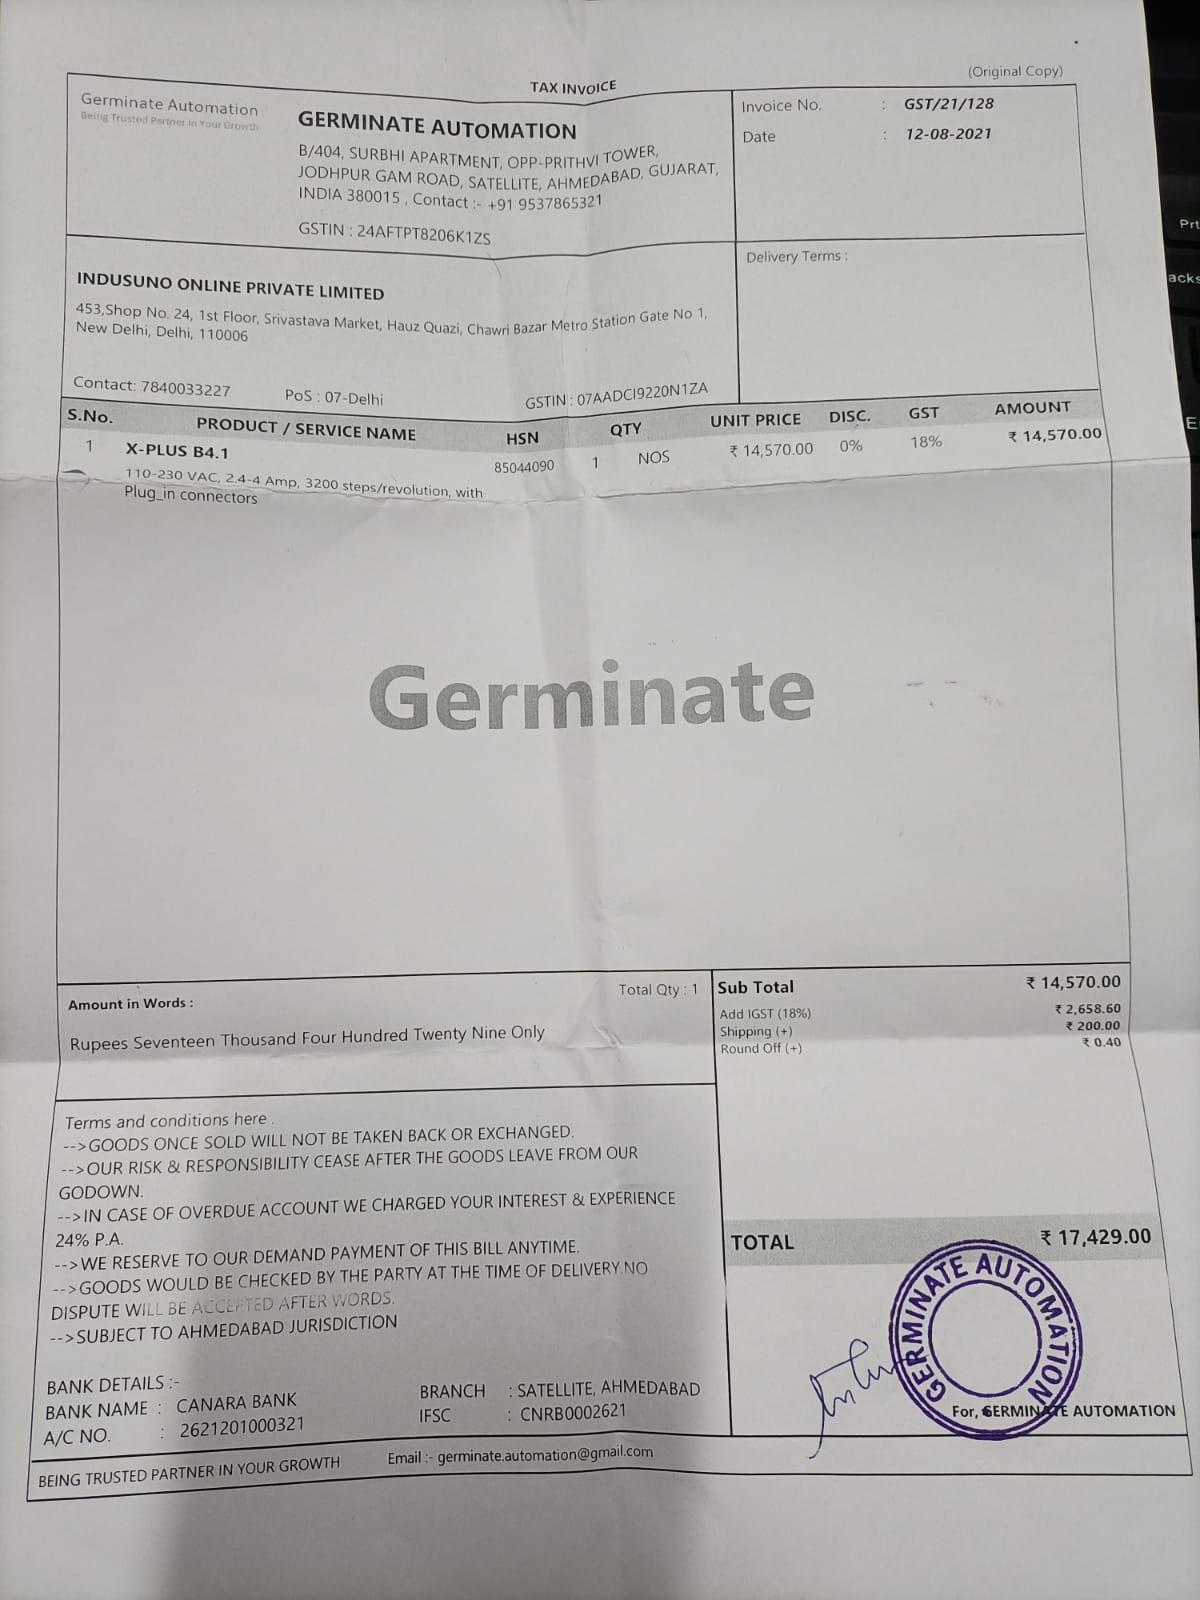 (Original Copy)
TAX INVOICE
Germinate Automation
Being Trusted Partner In Your Growth
GERMINATE AUTOMATION
B/404, SURBHI APARTMENT, OPP-PRITHVI TOWER,
JODHPUR GAM ROAD, SATELLITE, AHMEDABAD, GUJARAT,
INDIA 380015 , Contact :- +91 9537865321
GSTIN : 24AFTPT8206K1ZS
Invoice No. : GST/21/128
Date : 12-08-2021
INDUSUNO ONLINE PRIVATE LIMITED
453,Shop No. 24, 1st Floor, Srivastava Market, Hauz Quazi, Chawri Bazar Metro Station Gate No 1,
New Delhi, Delhi, 110006
Contact: 7840033227 PoS : 07-Delhi GSTIN : 07AADCI9220N1ZA
Delivery Terms :
S.No. PRODUCT / SERVICE NAME HSN QTY UNIT PRICE DISC. GST AMOUNT
1 X-PLUS B4.1 85044090 1 NOS ₹ 14,570.00 0% 18% ₹ 14,570.00
110-230 VAC, 2.4-4 Amp, 3200 steps/revolution, with
Plug_in connectors
Germinate
Total Qty : 1
Amount in Words :
Rupees Seventeen Thousand Four Hundred Twenty Nine Only
Sub Total ₹ 14,570.00
Add IGST (18%) ₹ 2,658.60
Shipping (+) ₹ 200.00
Round Off (+) ₹ 0.40
Terms and conditions here .
-->GOODS ONCE SOLD WILL NOT BE TAKEN BACK OR EXCHANGED.
-->OUR RISK & RESPONSIBILITY CEASE AFTER THE GOODS LEAVE FROM OUR
GODOWN.
-->IN CASE OF OVERDUE ACCOUNT WE CHARGED YOUR INTEREST & EXPERIENCE
24% P.A.
-->WE RESERVE TO OUR DEMAND PAYMENT OF THIS BILL ANYTIME.
-->GOODS WOULD BE CHECKED BY THE PARTY AT THE TIME OF DELIVERY.NO
DISPUTE WILL BE ACCEPTED AFTER WORDS.
-->SUBJECT TO AHMEDABAD JURISDICTION
TOTAL ₹ 17,429.00
BANK DETAILS :-
BANK NAME : CANARA BANK BRANCH : SATELLITE, AHMEDABAD
A/C NO. : 2621201000321 IFSC : CNRB0002621
GERMINATE AUTOMATION
For, GERMINATE AUTOMATION
BEING TRUSTED PARTNER IN YOUR GROWTH Email :- germinate.automation@gmail.com